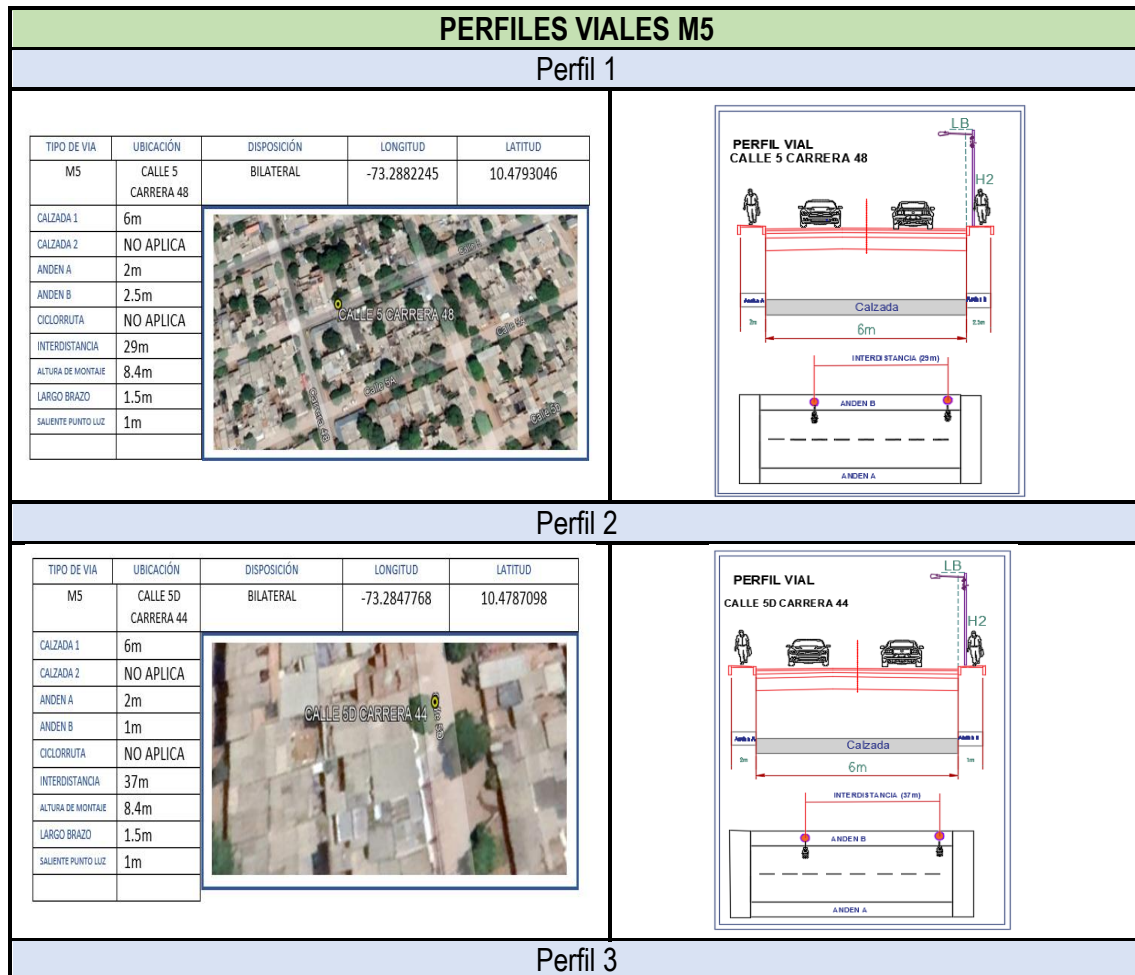 PERFILES VIALES M5
Perfil 1
TIPO DE VIA UBICACIÓN DISPOSICIÓN LONGITUD LATITUD
M5 CALLE 5 CARRERA 48 BILATERAL -73.2882245 10.4793046
CALZADA 1 6m
CALZADA 2 NO APLICA
ANDEN A 2m
ANDEN B 2.5m
CICLORRUTA NO APLICA
INTERDISTANCIA 29m
ALTURA DE MONTAJE 8.4m
LARGO BRAZO 1.5m
SALIENTE PUNTO LUZ 1m
CALLE 5 CARRERA 48
Calle 5A
Calle 5A
Carrera 48
Calle 5D
PERFIL VIAL
CALLE 5 CARRERA 48
LB
H2
Calzada
2m
6m
INTERDISTANCIA (29m)
ANDEN B
ANDEN A
Perfil 2
TIPO DE VIA UBICACIÓN DISPOSICIÓN LONGITUD LATITUD
M5 CALLE 5D CARRERA 44 BILATERAL -73.2847768 10.4787098
CALZADA 1 6m
CALZADA 2 NO APLICA
ANDEN A 2m
ANDEN B 1m
CICLORRUTA NO APLICA
INTERDISTANCIA 37m
ALTURA DE MONTAJE 8.4m
LARGO BRAZO 1.5m
SALIENTE PUNTO LUZ 1m
CALLE 5D CARRERA 44
PERFIL VIAL
CALLE 5D CARRERA 44
LB
H2
Calzada
2m
6m
1m
INTERDISTANCIA (37m)
ANDEN B
ANDEN A
Perfil 3